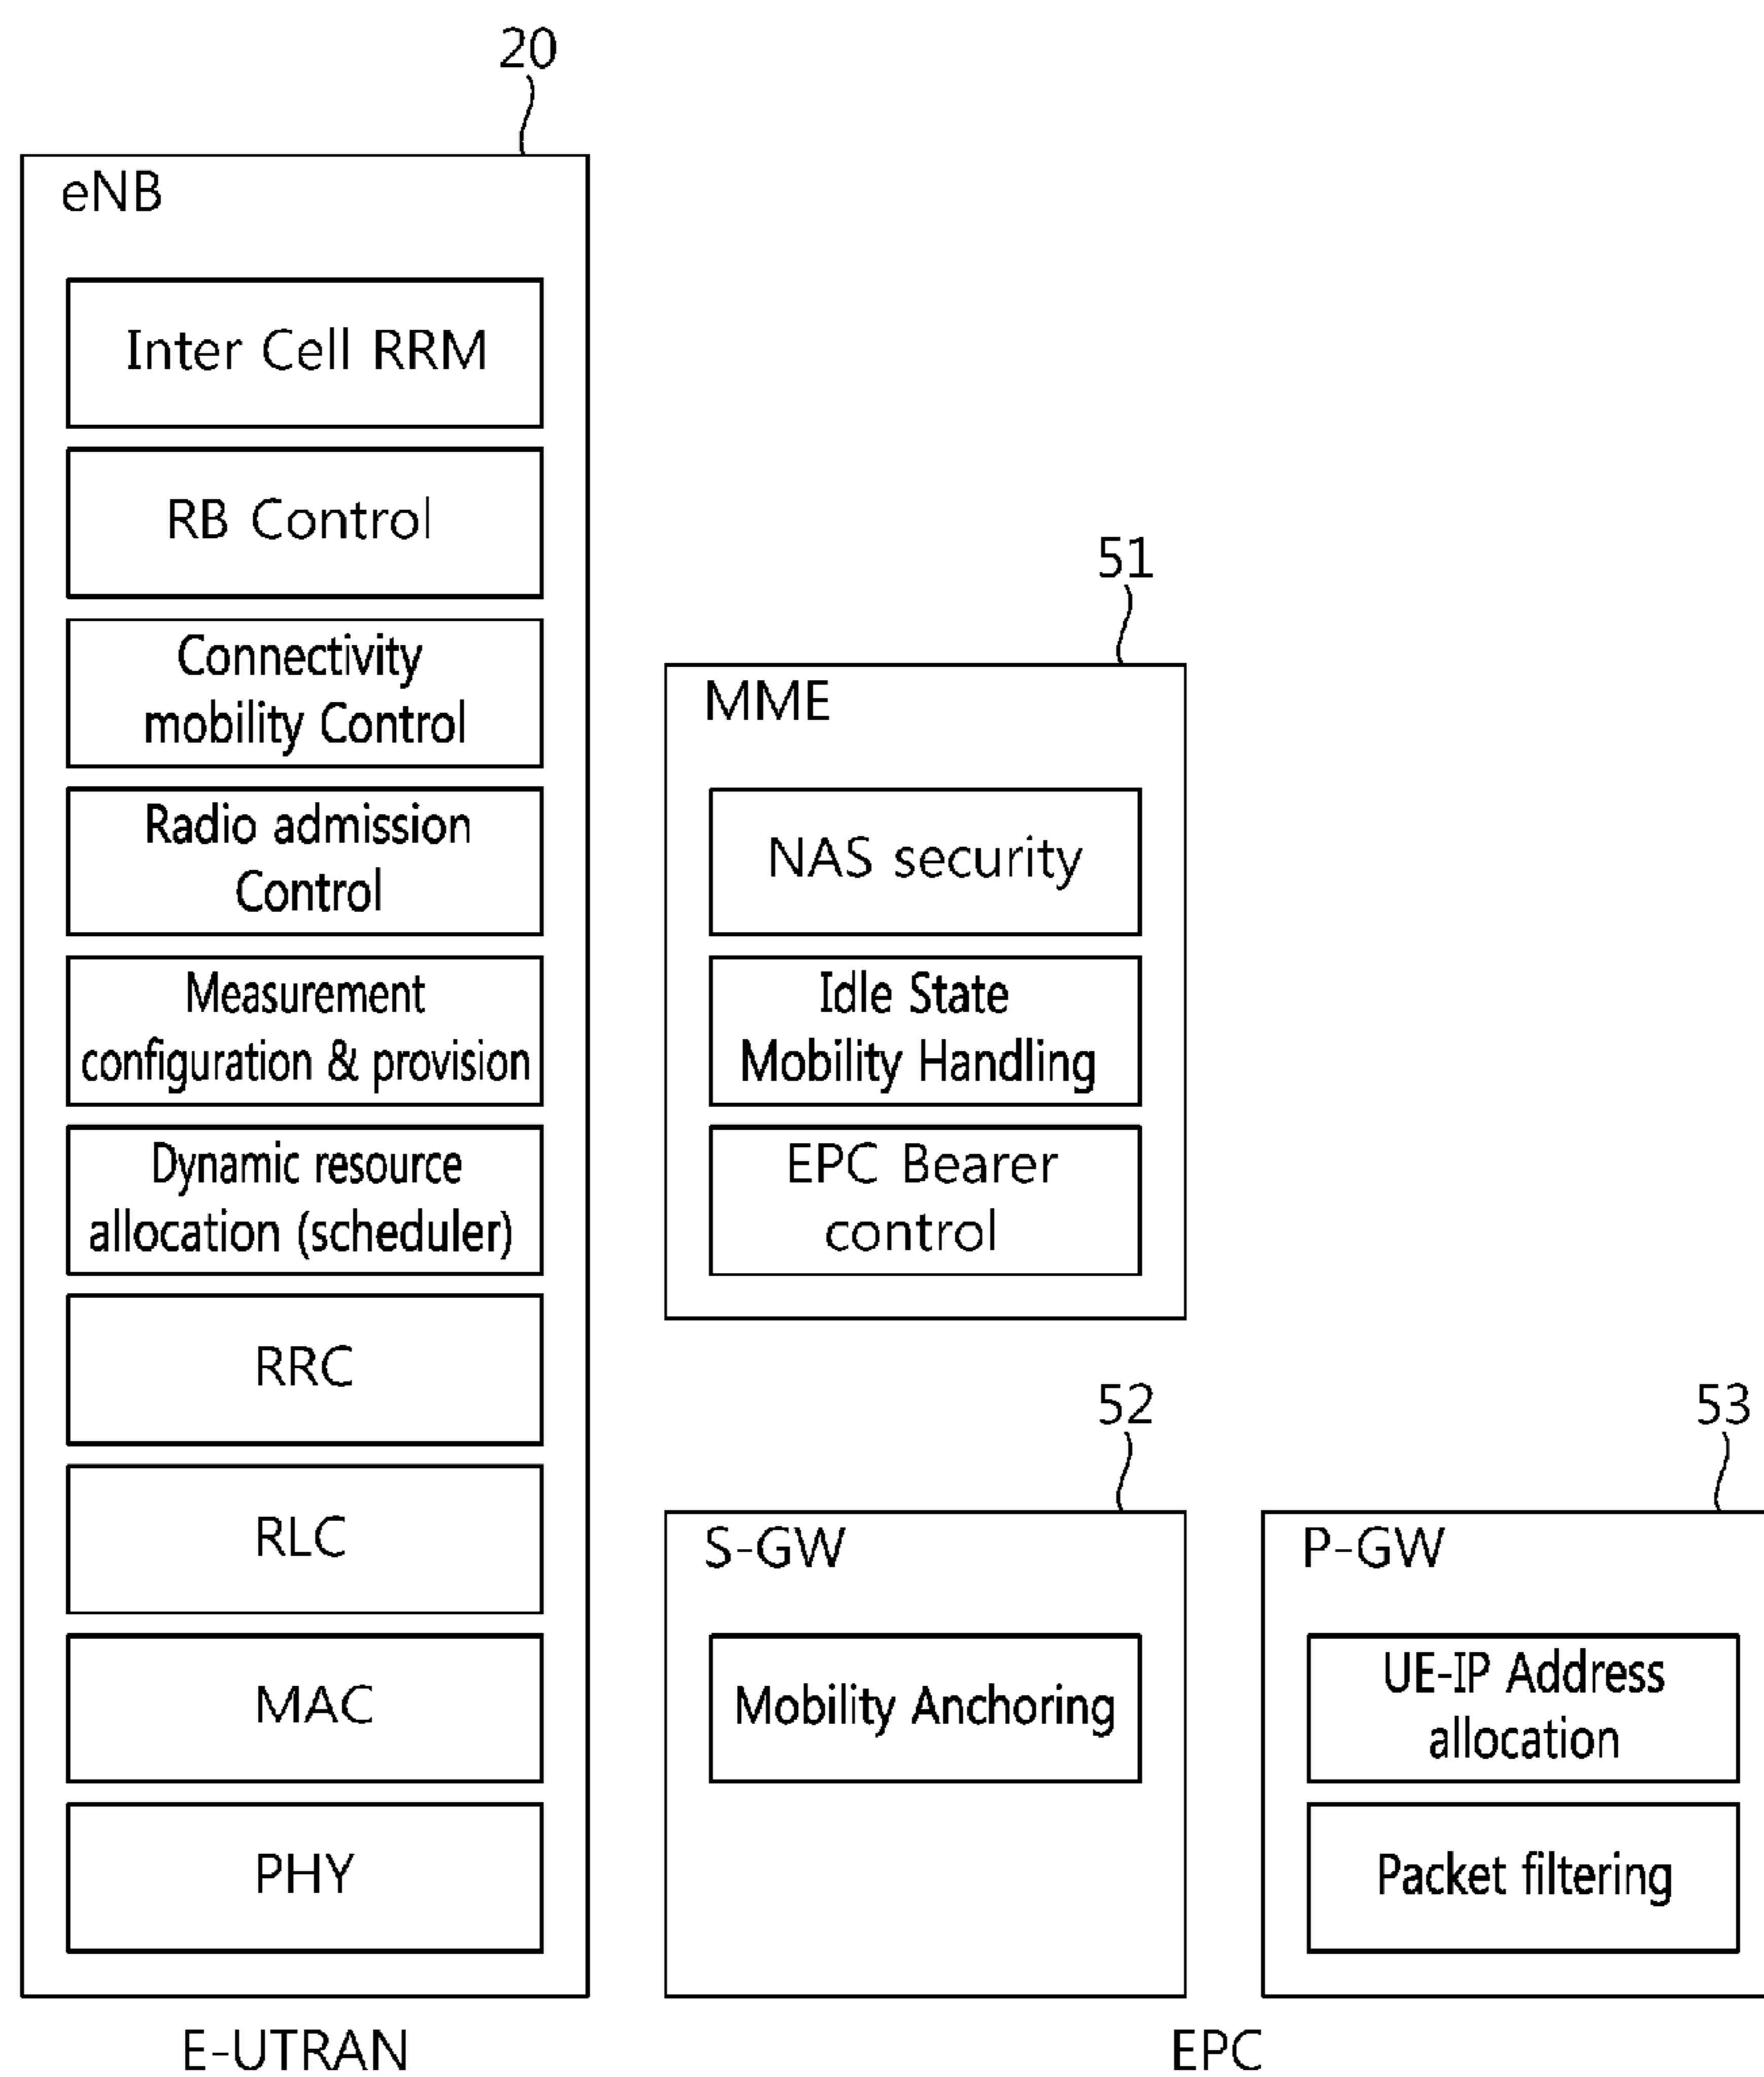 20
eNB
Inter Cell RRM
RB Control
Connectivity
mobility Control
Radio admission
Control
Measurement
configuration & provision
Dynamic resource
allocation (scheduler)
RRC
RLC
MAC
PHY
E-UTRAN
51
MME
NAS security
Idle State
Mobility Handling
EPC Bearer
control
52
S-GW
Mobility Anchoring
53
P-GW
UE-IP Address
allocation
Packet filtering
EPC